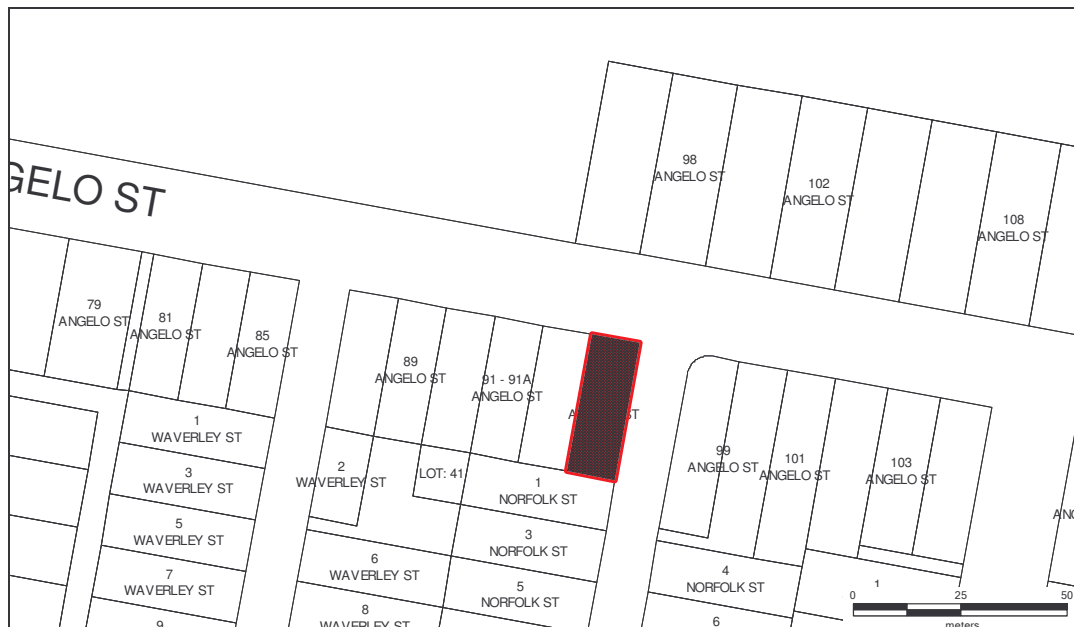 98
ANGELO ST
102
ANGELO ST
108
ANGELO ST
GELO ST
79
ANGELO ST
81
ANGELO ST
85
ANGELO ST
89
ANGELO ST
91 - 91A
ANGELO ST
A ST
99
ANGELO ST
101
ANGELO ST
103
ANGELO ST
ANG
1
WAVERLEY ST
3
WAVERLEY ST
5
WAVERLEY ST
7
WAVERLEY ST
9
2
WAVERLEY ST
LOT: 41
6
WAVERLEY ST
8
WAVERLEY ST
1
NORFOLK ST
3
NORFOLK ST
5
NORFOLK ST
4
NORFOLK ST
6
1
0 25 50
meters